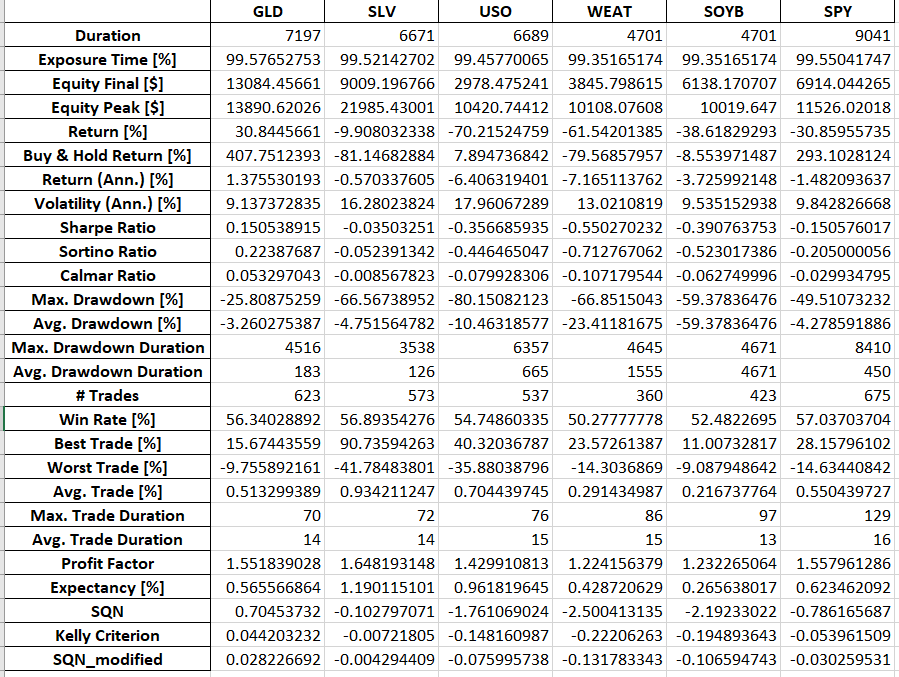 GLD SLV USO WEAT SOYB SPY
Duration 7197 6671 6689 4701 4701 9041
Exposure Time [%] 99.57652753 99.52142702 99.45770065 99.35165174 99.35165174 99.55041747
Equity Final [$] 13084.45661 9009.196766 2978.475241 3845.798615 6138.170707 6914.044265
Equity Peak [$] 13890.62026 21985.43001 10420.74412 10108.07608 10019.647 11526.02018
Return [%] 30.8445661 -9.908032338 -70.21524759 -61.54201385 -38.61829293 -30.85955735
Buy & Hold Return [%] 407.7512393 -81.14682884 7.894736842 -79.56857957 -8.553971487 293.1028124
Return (Ann.) [%] 1.375530193 -0.570337605 -6.406319401 -7.165113762 -3.725992148 -1.482093637
Volatility (Ann.) [%] 9.137372835 16.28023824 17.96067289 13.0210819 9.535152938 9.842826668
Sharpe Ratio 0.150538915 -0.03503251 -0.356685935 -0.550270232 -0.390763753 -0.150576017
Sortino Ratio 0.22387687 -0.052391342 -0.446465047 -0.712767062 -0.523017386 -0.205000056
Calmar Ratio 0.053297043 -0.008567823 -0.079928306 -0.107179544 -0.062749996 -0.029934795
Max. Drawdown [%] -25.80875259 -66.56738952 -80.15082123 -66.8515043 -59.37836476 -49.51073232
Avg. Drawdown [%] -3.260275387 -4.751564782 -10.46318577 -23.41181675 -59.37836476 -4.278591886
Max. Drawdown Duration 4516 3538 6357 4645 4671 8410
Avg. Drawdown Duration 183 126 665 1555 4671 450
# Trades 623 573 537 360 423 675
Win Rate [%] 56.34028892 56.89354276 54.74860335 50.27777778 52.4822695 57.03703704
Best Trade [%] 15.67443559 90.73594263 40.32036787 23.57261387 11.00732817 28.15796102
Worst Trade [%] -9.755892161 -41.78483801 -35.88038796 -14.3036869 -9.087948642 -14.63440842
Avg. Trade [%] 0.513299389 0.934211247 0.704439745 0.291434987 0.216737764 0.550439727
Max. Trade Duration 70 72 76 86 97 129
Avg. Trade Duration 14 14 15 15 13 16
Profit Factor 1.551839028 1.648193148 1.429910813 1.224156379 1.232265064 1.557961286
Expectancy [%] 0.565566864 1.190115101 0.961819645 0.428720629 0.265638017 0.623462092
SQN 0.70453732 -0.102797071 -1.761069024 -2.500413135 -2.19233022 -0.786165687
Kelly Criterion 0.044203232 -0.00721805 -0.148160987 -0.22206263 -0.194893643 -0.053961509
SQN_modified 0.028226692 -0.004294409 -0.075995738 -0.131783343 -0.106594743 -0.030259531